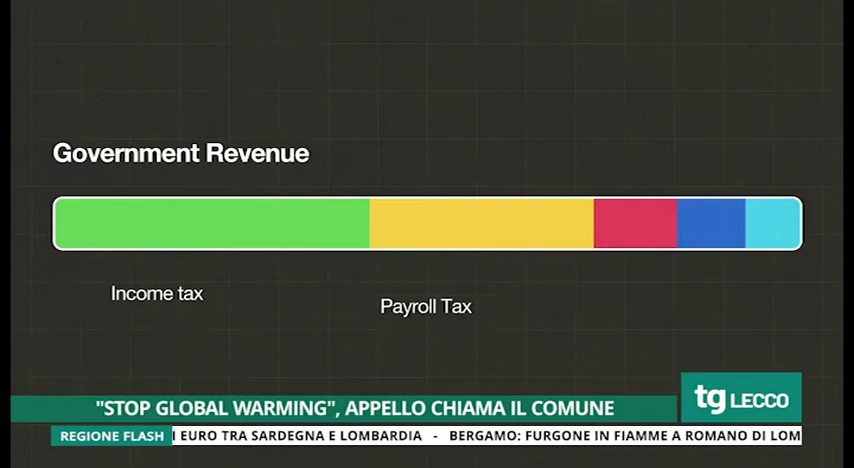 Government Revenue
Income tax
Payroll Tax
"STOP GLOBAL WARMING", APPELLO CHIAMA IL COMUNE
tg LECCO
REGIONE FLASH
I EURO TRA SARDEGNA E LOMBARDIA - BERGAMO: FURGONE IN FIAMME A ROMANO DI LOM